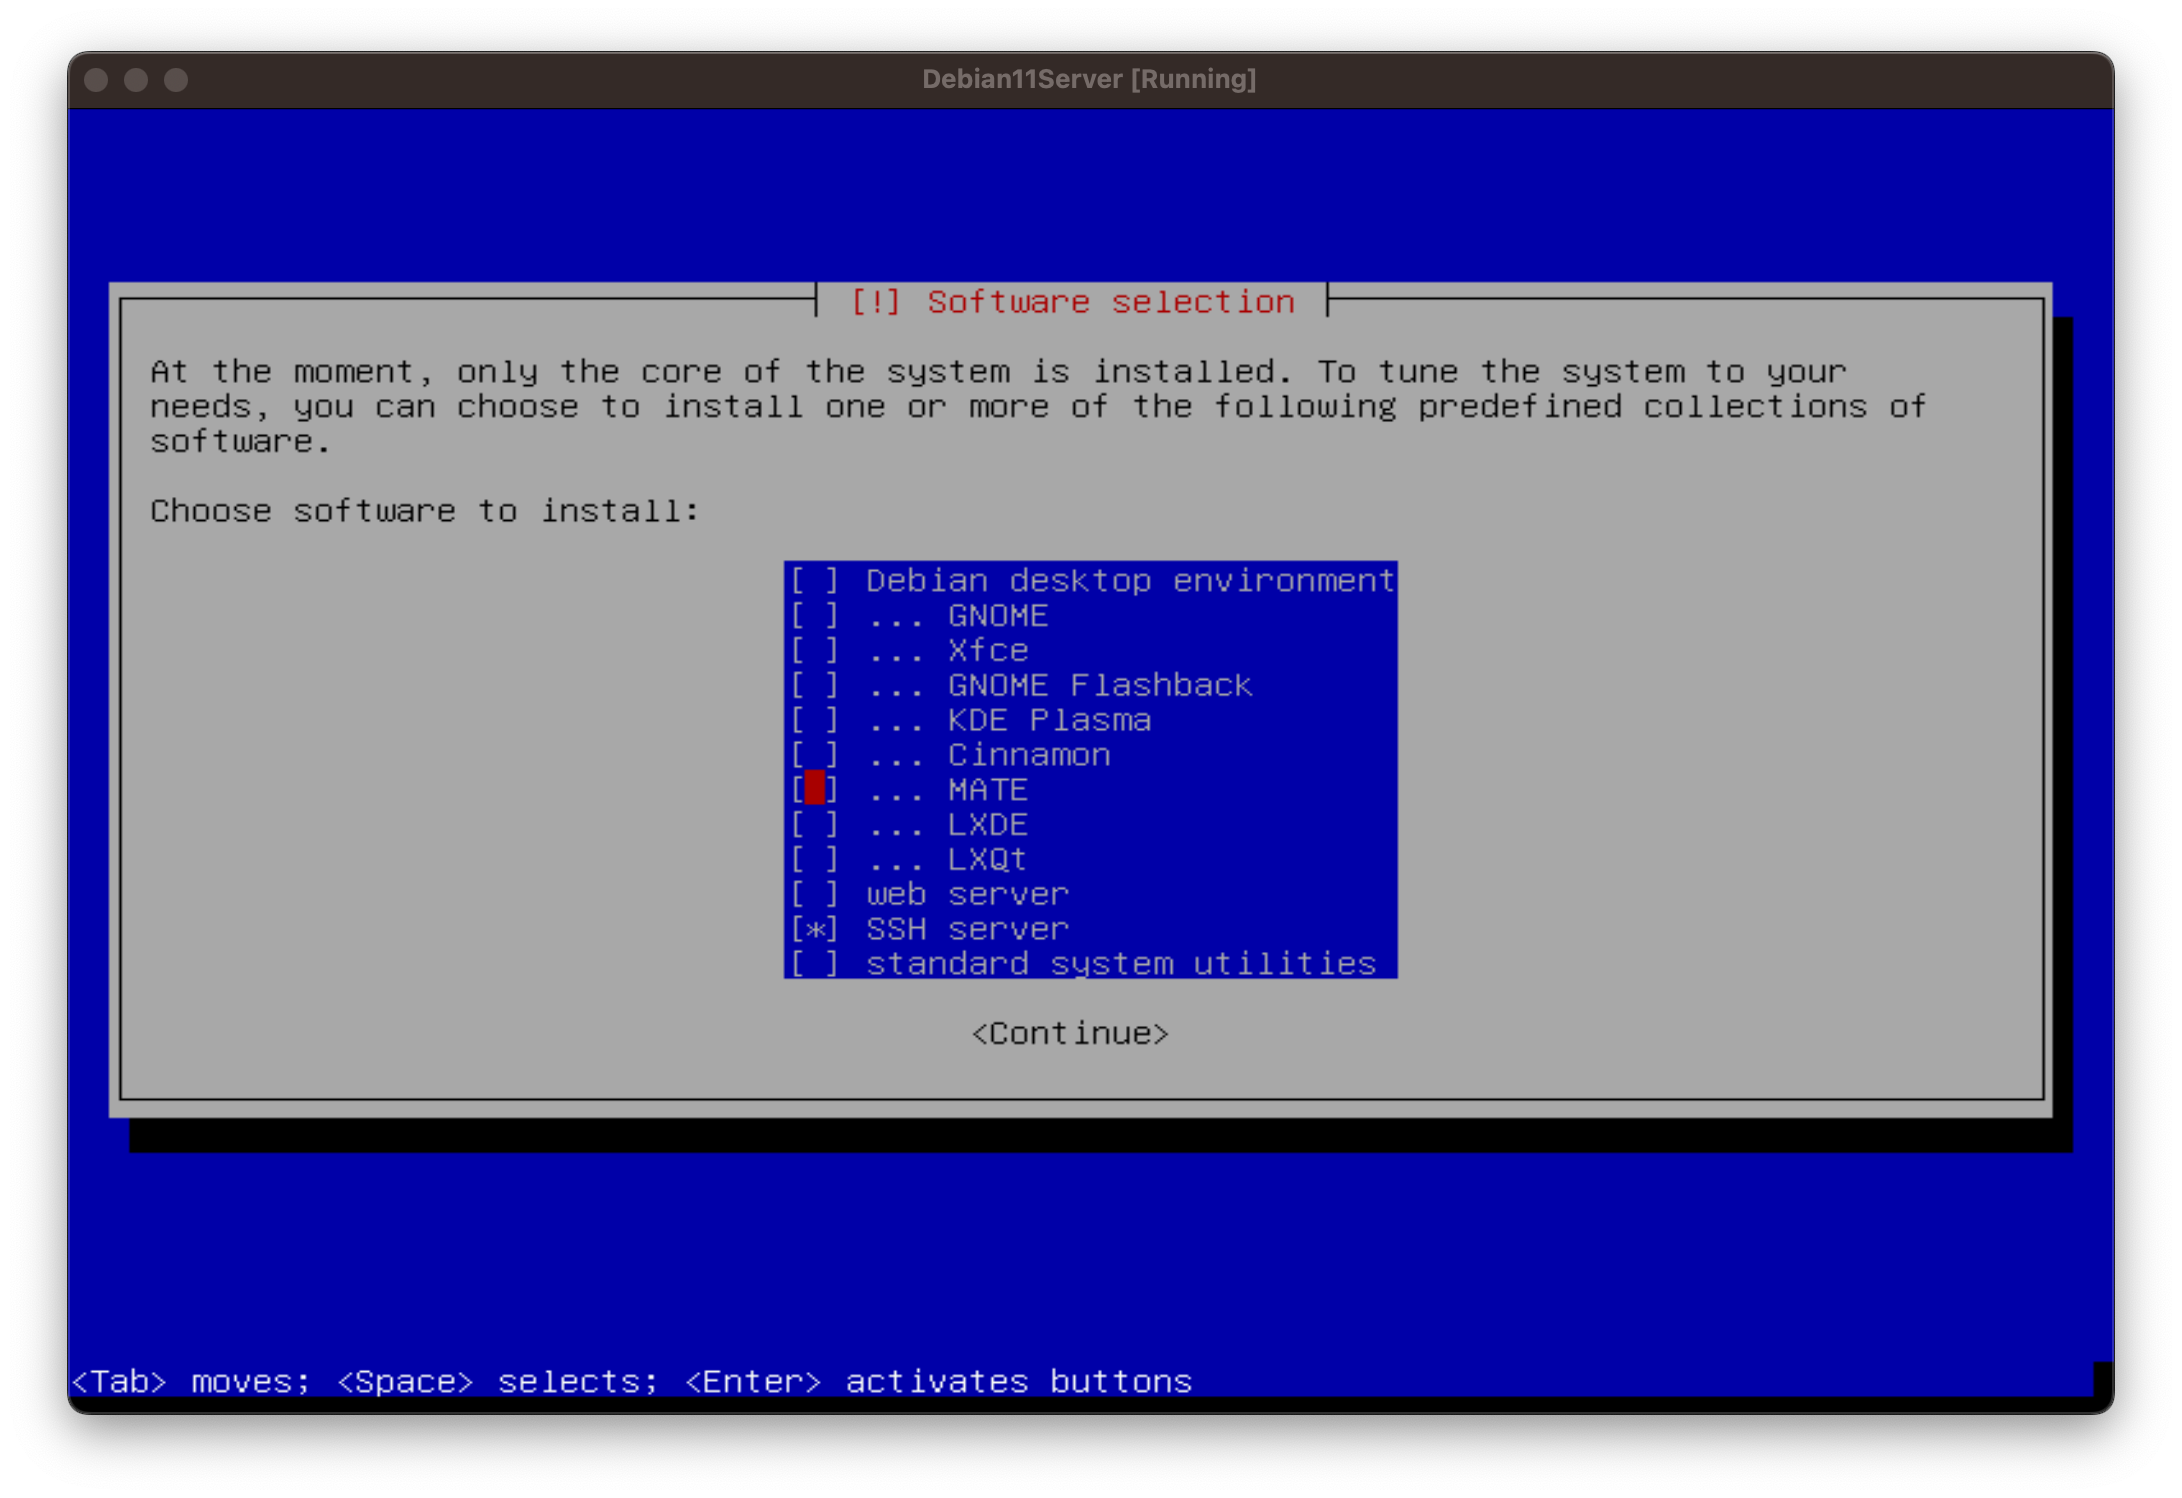 Debian11Server [Running]
[!] Software selection
At the moment, only the core of the system is installed. To tune the system to your
needs, you can choose to install one or more of the following predefined collections of
software.
Choose software to install:
[ ] Debian desktop environment
[ ] ... GNOME
[ ] ... Xfce
[ ] ... GNOME Flashback
[ ] ... KDE Plasma
[ ] ... Cinnamon
[ ] ... MATE
[ ] ... LXDE
[ ] ... LXQt
[ ] web server
[*] SSH server
[ ] standard system utilities
<Continue>
<Tab> moves; <Space> selects; <Enter> activates buttons